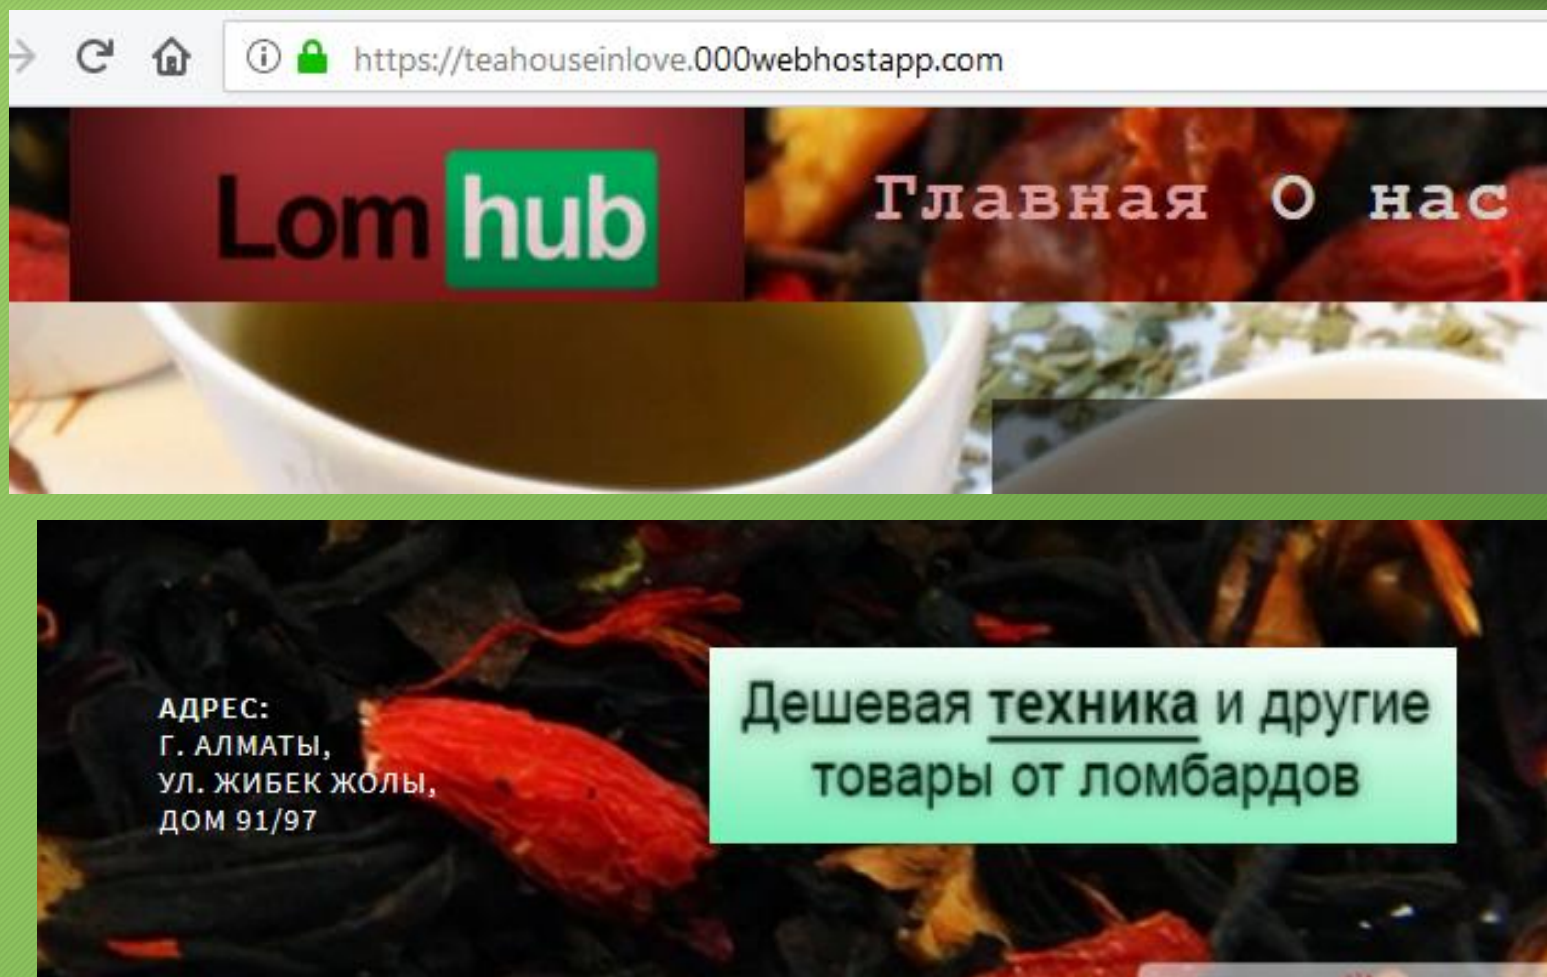 https://teahouseinlove.000webhostapp.com
Lom hub
Главная О нас
АДРЕС:
Г. АЛМАТЫ,
УЛ. ЖИБЕК ЖОЛЫ,
ДОМ 91/97
Дешевая техника и другие
товары от ломбардов